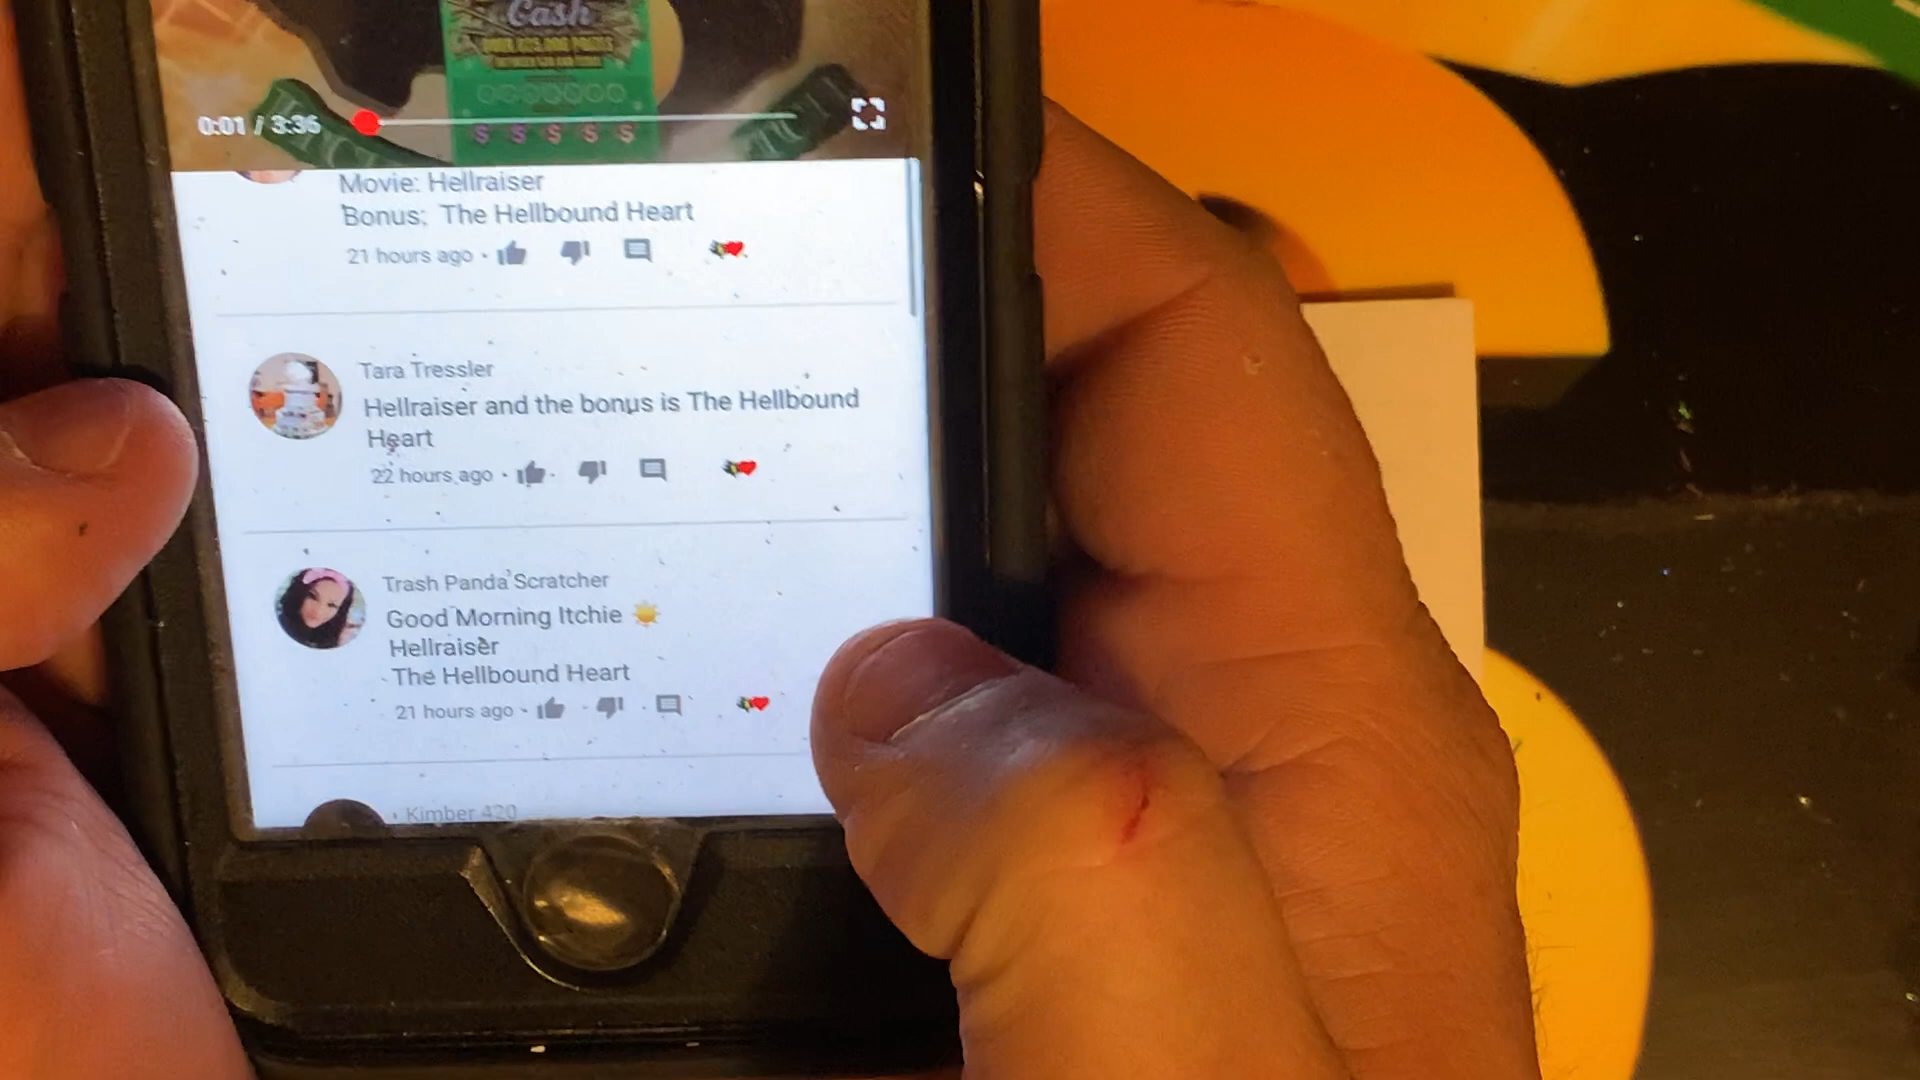 Cash
0:01 / 3:36
$ $ $ $ $
Movie: Hellraiser
Bonus: The Hellbound Heart
21 hours ago
Tara Tressler
Hellraiser and the bonus is The Hellbound
Heart
22 hours ago
Trash Panda Scratcher
Good Morning Itchie
Hellraiser
The Hellbound Heart
21 hours ago
Kimber 420